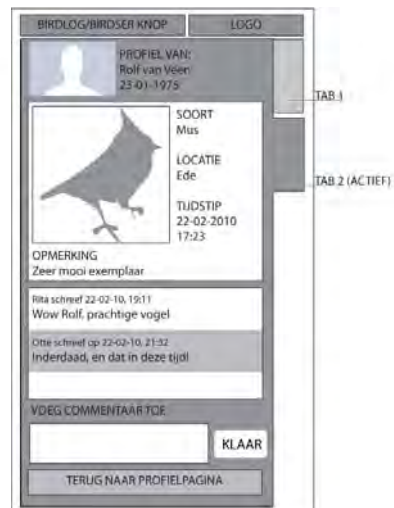 BIRDLOG/BIRDSER KNOP
LOGO
PROFIEL VAN:
Rolf van Veen
23-01-1975
TAB 1
SOORT
Mus
LOCATIE
Ede
TIJDSTIP
22-02-2010
17:23
TAB 2 (ACTIEF)
OPMERKING
Zeer mooi exemplaar
Rita schreef 22-02-10, 19:11
Wow Rolf, prachtige vogel
Otte schreef op 22-02-10, 21:32
Inderdaad, en dat in deze tijd!
VOEG COMMENTAAR TOE
KLAAR
TERUG NAAR PROFIELPAGINA